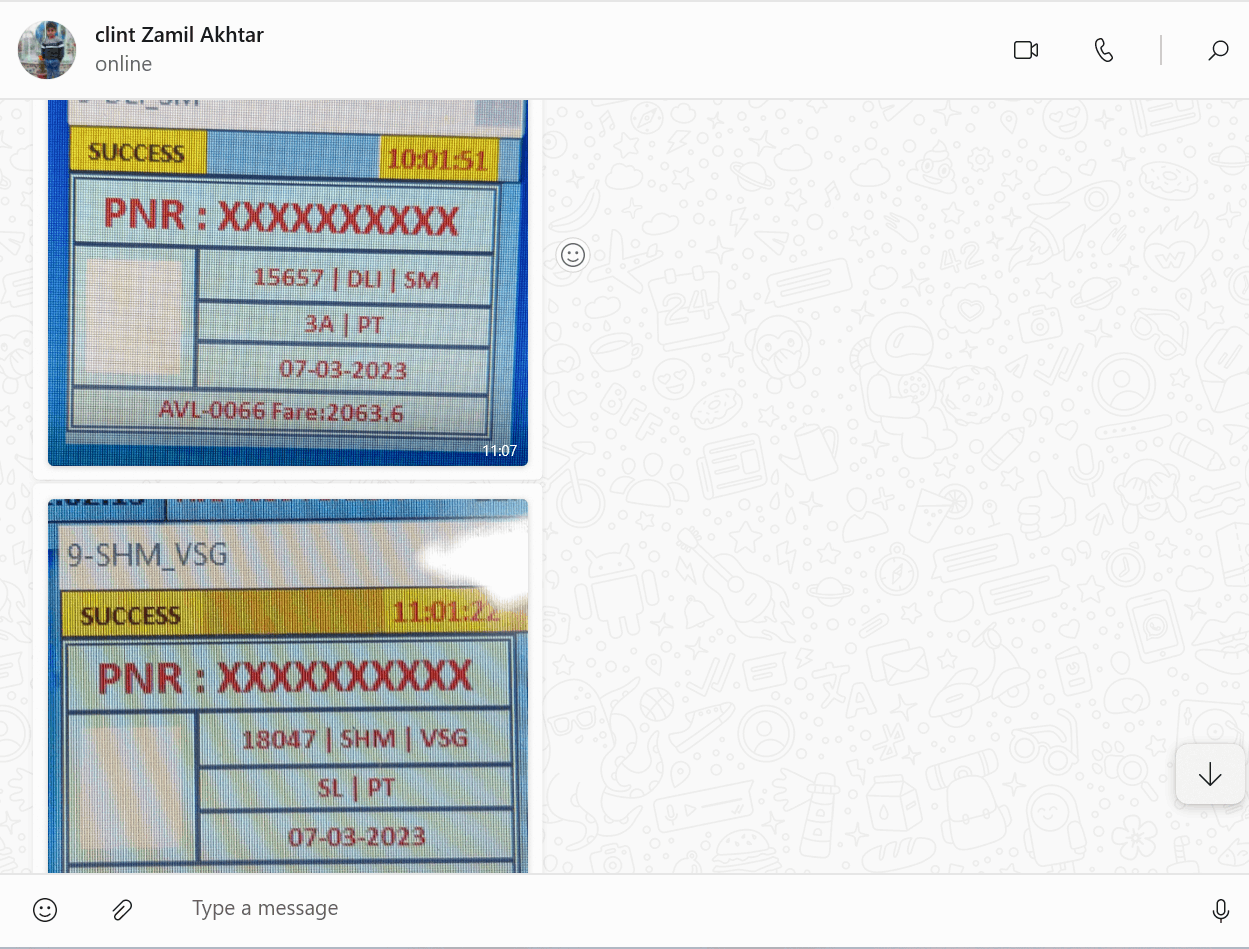 clint Zamil Akhtar
online
SUCCESS 10:01:51
PNR : XXXXXXXXXX
15657 | DLI | SM
3A | PT
07-03-2023
AVL-0066 Fare:2063.6
11:07
9-SHM_VSG
SUCCESS 11:01:22
PNR : XXXXXXXXXX
18047 | SHM | VSG
SL | PT
07-03-2023
Type a message